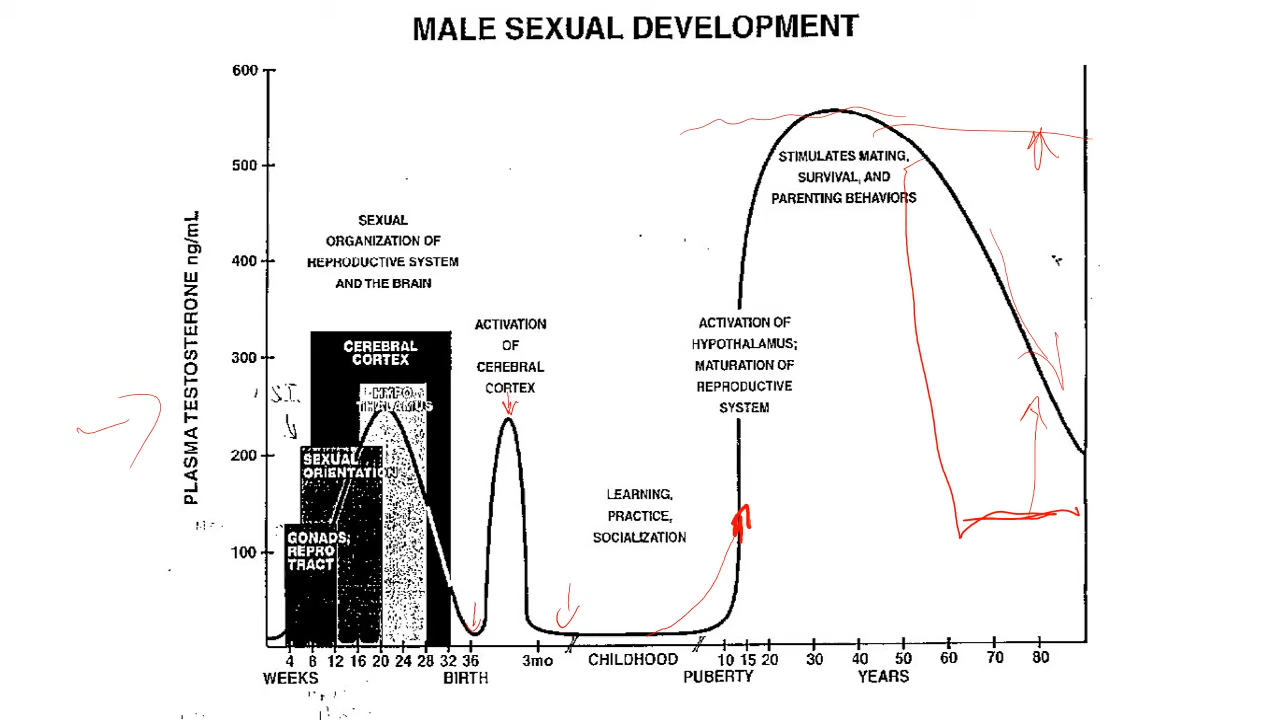 MALE SEXUAL DEVELOPMENT
PLASMA TESTOSTERONE ng/mL
600
500
400
300
200
100
SEXUAL
ORGANIZATION OF
REPRODUCTIVE SYSTEM
AND THE BRAIN
CEREBRAL
CORTEX
HYPO
THALAMUS
S.I.
SEXUAL
ORIENTATION
GONADS;
REPRO
TRACT
ACTIVATION
OF
CEREBRAL
CORTEX
LEARNING,
PRACTICE,
SOCIALIZATION
ACTIVATION OF
HYPOTHALAMUS;
MATURATION OF
REPRODUCTIVE
SYSTEM
STIMULATES MATING,
SURVIVAL, AND
PARENTING BEHAVIORS
4 8 12 16 20 24 28 32 36 3mo CHILDHOOD 10 15 20 30 40 50 60 70 80
WEEKS BIRTH PUBERTY YEARS